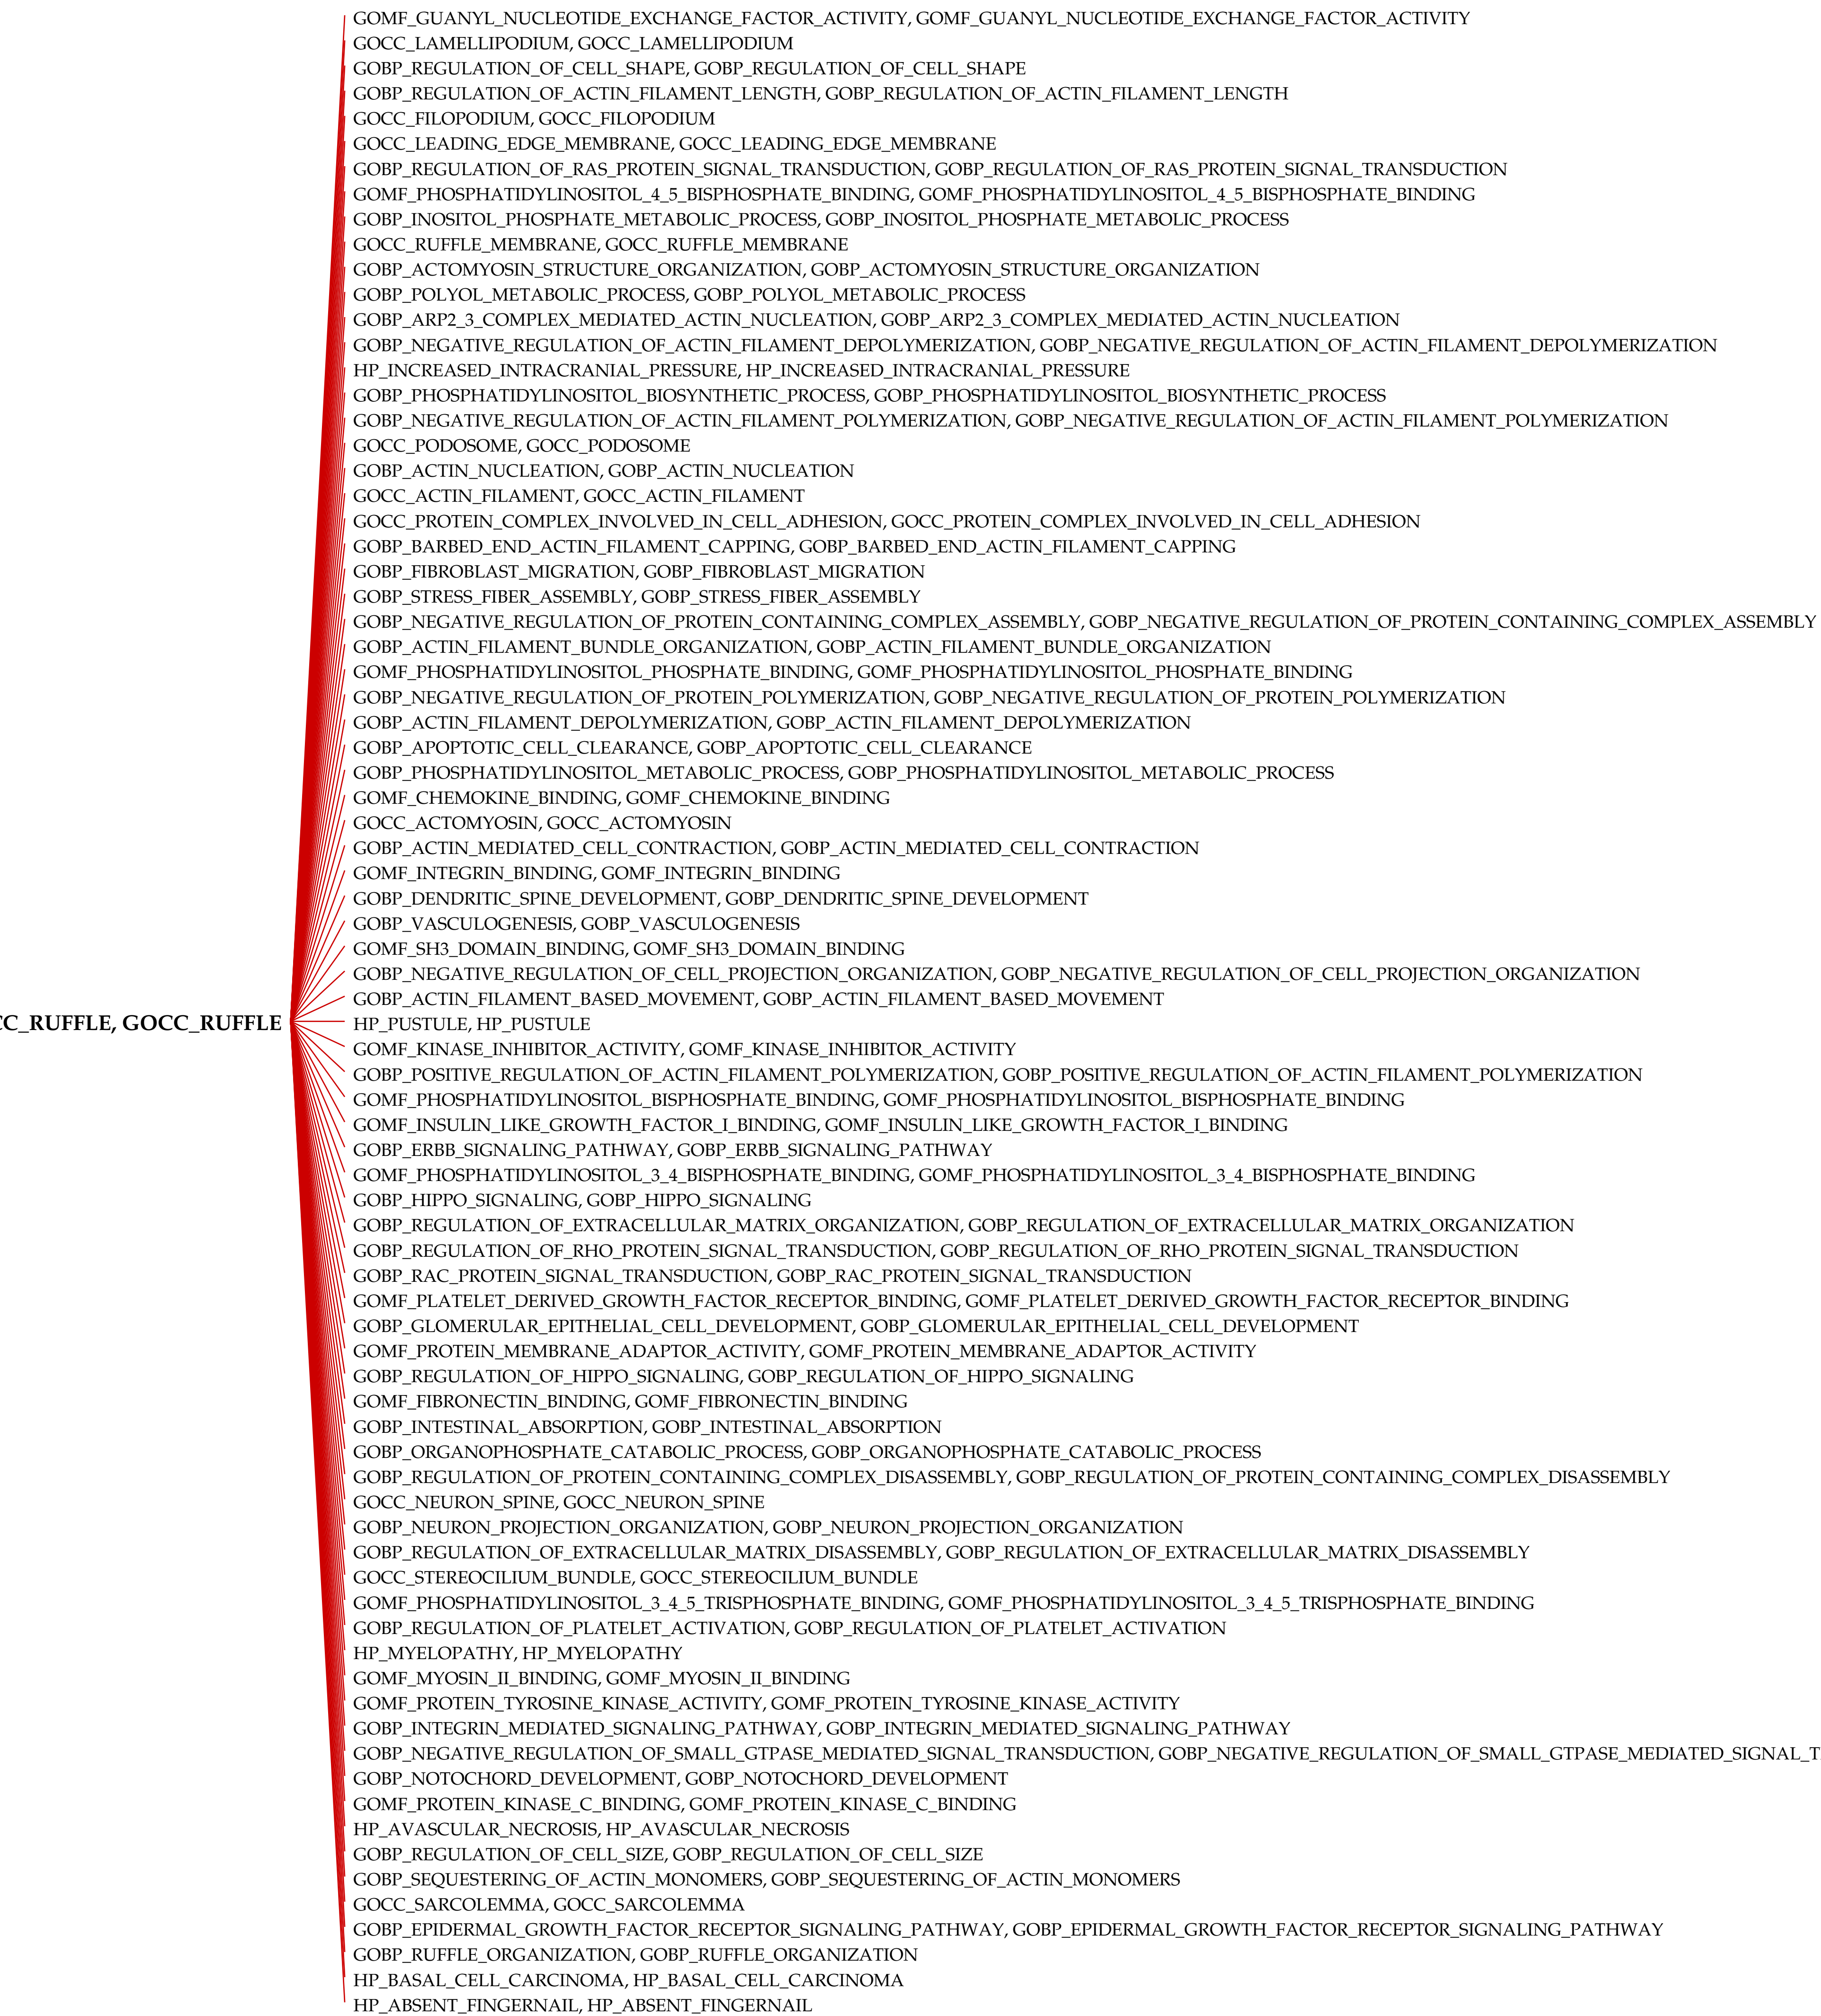 GOMF_GUANYL_NUCLEOTIDE_EXCHANGE_FACTOR_ACTIVITY, GOMF_GUANYL_NUCLEOTIDE_EXCHANGE_FACTOR_ACTIVITY
GOCC_LAMELLIPODIUM, GOCC_LAMELLIPODIUM
GOBP_REGULATION_OF_CELL_SHAPE, GOBP_REGULATION_OF_CELL_SHAPE
GOBP_REGULATION_OF_ACTIN_FILAMENT_LENGTH, GOBP_REGULATION_OF_ACTIN_FILAMENT_LENGTH
GOCC_FILOPODIUM, GOCC_FILOPODIUM
GOCC_LEADING_EDGE_MEMBRANE, GOCC_LEADING_EDGE_MEMBRANE
GOBP_REGULATION_OF_RAS_PROTEIN_SIGNAL_TRANSDUCTION, GOBP_REGULATION_OF_RAS_PROTEIN_SIGNAL_TRANSDUCTION
GOMF_PHOSPHATIDYLINOSITOL_4_5_BISPHOSPHATE_BINDING, GOMF_PHOSPHATIDYLINOSITOL_4_5_BISPHOSPHATE_BINDING
GOBP_INOSITOL_PHOSPHATE_METABOLIC_PROCESS, GOBP_INOSITOL_PHOSPHATE_METABOLIC_PROCESS
GOCC_RUFFLE_MEMBRANE, GOCC_RUFFLE_MEMBRANE
GOBP_ACTOMYOSIN_STRUCTURE_ORGANIZATION, GOBP_ACTOMYOSIN_STRUCTURE_ORGANIZATION
GOBP_POLYOL_METABOLIC_PROCESS, GOBP_POLYOL_METABOLIC_PROCESS
GOBP_ARP2_3_COMPLEX_MEDIATED_ACTIN_NUCLEATION, GOBP_ARP2_3_COMPLEX_MEDIATED_ACTIN_NUCLEATION
GOBP_NEGATIVE_REGULATION_OF_ACTIN_FILAMENT_DEPOLYMERIZATION, GOBP_NEGATIVE_REGULATION_OF_ACTIN_FILAMENT_DEPOLYMERIZATION
HP_INCREASED_INTRACRANIAL_PRESSURE, HP_INCREASED_INTRACRANIAL_PRESSURE
GOBP_PHOSPHATIDYLINOSITOL_BIOSYNTHETIC_PROCESS, GOBP_PHOSPHATIDYLINOSITOL_BIOSYNTHETIC_PROCESS
GOBP_NEGATIVE_REGULATION_OF_ACTIN_FILAMENT_POLYMERIZATION, GOBP_NEGATIVE_REGULATION_OF_ACTIN_FILAMENT_POLYMERIZATION
GOCC_PODOSOME, GOCC_PODOSOME
GOBP_ACTIN_NUCLEATION, GOBP_ACTIN_NUCLEATION
GOCC_ACTIN_FILAMENT, GOCC_ACTIN_FILAMENT
GOCC_PROTEIN_COMPLEX_INVOLVED_IN_CELL_ADHESION, GOCC_PROTEIN_COMPLEX_INVOLVED_IN_CELL_ADHESION
GOBP_BARBED_END_ACTIN_FILAMENT_CAPPING, GOBP_BARBED_END_ACTIN_FILAMENT_CAPPING
GOBP_FIBROBLAST_MIGRATION, GOBP_FIBROBLAST_MIGRATION
GOBP_STRESS_FIBER_ASSEMBLY, GOBP_STRESS_FIBER_ASSEMBLY
GOBP_NEGATIVE_REGULATION_OF_PROTEIN_CONTAINING_COMPLEX_ASSEMBLY, GOBP_NEGATIVE_REGULATION_OF_PROTEIN_CONTAINING_COMPLEX_ASSEMBLY
GOBP_ACTIN_FILAMENT_BUNDLE_ORGANIZATION, GOBP_ACTIN_FILAMENT_BUNDLE_ORGANIZATION
GOMF_PHOSPHATIDYLINOSITOL_PHOSPHATE_BINDING, GOMF_PHOSPHATIDYLINOSITOL_PHOSPHATE_BINDING
GOBP_NEGATIVE_REGULATION_OF_PROTEIN_POLYMERIZATION, GOBP_NEGATIVE_REGULATION_OF_PROTEIN_POLYMERIZATION
GOBP_ACTIN_FILAMENT_DEPOLYMERIZATION, GOBP_ACTIN_FILAMENT_DEPOLYMERIZATION
GOBP_APOPTOTIC_CELL_CLEARANCE, GOBP_APOPTOTIC_CELL_CLEARANCE
GOBP_PHOSPHATIDYLINOSITOL_METABOLIC_PROCESS, GOBP_PHOSPHATIDYLINOSITOL_METABOLIC_PROCESS
GOMF_CHEMOKINE_BINDING, GOMF_CHEMOKINE_BINDING
GOCC_ACTOMYOSIN, GOCC_ACTOMYOSIN
GOBP_ACTIN_MEDIATED_CELL_CONTRACTION, GOBP_ACTIN_MEDIATED_CELL_CONTRACTION
GOMF_INTEGRIN_BINDING, GOMF_INTEGRIN_BINDING
GOBP_DENDRITIC_SPINE_DEVELOPMENT, GOBP_DENDRITIC_SPINE_DEVELOPMENT
GOBP_VASCULOGENESIS, GOBP_VASCULOGENESIS
GOMF_SH3_DOMAIN_BINDING, GOMF_SH3_DOMAIN_BINDING
GOBP_NEGATIVE_REGULATION_OF_CELL_PROJECTION_ORGANIZATION, GOBP_NEGATIVE_REGULATION_OF_CELL_PROJECTION_ORGANIZATION
GOBP_ACTIN_FILAMENT_BASED_MOVEMENT, GOBP_ACTIN_FILAMENT_BASED_MOVEMENT
CC_RUFFLE, GOCC_RUFFLE
HP_PUSTULE, HP_PUSTULE
GOMF_KINASE_INHIBITOR_ACTIVITY, GOMF_KINASE_INHIBITOR_ACTIVITY
GOBP_POSITIVE_REGULATION_OF_ACTIN_FILAMENT_POLYMERIZATION, GOBP_POSITIVE_REGULATION_OF_ACTIN_FILAMENT_POLYMERIZATION
GOMF_PHOSPHATIDYLINOSITOL_BISPHOSPHATE_BINDING, GOMF_PHOSPHATIDYLINOSITOL_BISPHOSPHATE_BINDING
GOMF_INSULIN_LIKE_GROWTH_FACTOR_I_BINDING, GOMF_INSULIN_LIKE_GROWTH_FACTOR_I_BINDING
GOBP_ERBB_SIGNALING_PATHWAY, GOBP_ERBB_SIGNALING_PATHWAY
GOMF_PHOSPHATIDYLINOSITOL_3_4_BISPHOSPHATE_BINDING, GOMF_PHOSPHATIDYLINOSITOL_3_4_BISPHOSPHATE_BINDING
GOBP_HIPPO_SIGNALING, GOBP_HIPPO_SIGNALING
GOBP_REGULATION_OF_EXTRACELLULAR_MATRIX_ORGANIZATION, GOBP_REGULATION_OF_EXTRACELLULAR_MATRIX_ORGANIZATION
GOBP_REGULATION_OF_RHO_PROTEIN_SIGNAL_TRANSDUCTION, GOBP_REGULATION_OF_RHO_PROTEIN_SIGNAL_TRANSDUCTION
GOBP_RAC_PROTEIN_SIGNAL_TRANSDUCTION, GOBP_RAC_PROTEIN_SIGNAL_TRANSDUCTION
GOMF_PLATELET_DERIVED_GROWTH_FACTOR_RECEPTOR_BINDING, GOMF_PLATELET_DERIVED_GROWTH_FACTOR_RECEPTOR_BINDING
GOBP_GLOMERULAR_EPITHELIAL_CELL_DEVELOPMENT, GOBP_GLOMERULAR_EPITHELIAL_CELL_DEVELOPMENT
GOMF_PROTEIN_MEMBRANE_ADAPTOR_ACTIVITY, GOMF_PROTEIN_MEMBRANE_ADAPTOR_ACTIVITY
GOBP_REGULATION_OF_HIPPO_SIGNALING, GOBP_REGULATION_OF_HIPPO_SIGNALING
GOMF_FIBRONECTIN_BINDING, GOMF_FIBRONECTIN_BINDING
GOBP_INTESTINAL_ABSORPTION, GOBP_INTESTINAL_ABSORPTION
GOBP_ORGANOPHOSPHATE_CATABOLIC_PROCESS, GOBP_ORGANOPHOSPHATE_CATABOLIC_PROCESS
GOBP_REGULATION_OF_PROTEIN_CONTAINING_COMPLEX_DISASSEMBLY, GOBP_REGULATION_OF_PROTEIN_CONTAINING_COMPLEX_DISASSEMBLY
GOCC_NEURON_SPINE, GOCC_NEURON_SPINE
GOBP_NEURON_PROJECTION_ORGANIZATION, GOBP_NEURON_PROJECTION_ORGANIZATION
GOBP_REGULATION_OF_EXTRACELLULAR_MATRIX_DISASSEMBLY, GOBP_REGULATION_OF_EXTRACELLULAR_MATRIX_DISASSEMBLY
GOCC_STEREOCILIUM_BUNDLE, GOCC_STEREOCILIUM_BUNDLE
GOMF_PHOSPHATIDYLINOSITOL_3_4_5_TRISPHOSPHATE_BINDING, GOMF_PHOSPHATIDYLINOSITOL_3_4_5_TRISPHOSPHATE_BINDING
GOBP_REGULATION_OF_PLATELET_ACTIVATION, GOBP_REGULATION_OF_PLATELET_ACTIVATION
HP_MYELOPATHY, HP_MYELOPATHY
GOMF_MYOSIN_II_BINDING, GOMF_MYOSIN_II_BINDING
GOMF_PROTEIN_TYROSINE_KINASE_ACTIVITY, GOMF_PROTEIN_TYROSINE_KINASE_ACTIVITY
GOBP_INTEGRIN_MEDIATED_SIGNALING_PATHWAY, GOBP_INTEGRIN_MEDIATED_SIGNALING_PATHWAY
GOBP_NEGATIVE_REGULATION_OF_SMALL_GTPASE_MEDIATED_SIGNAL_TRANSDUCTION, GOBP_NEGATIVE_REGULATION_OF_SMALL_GTPASE_MEDIATED_SIGNAL_T
GOBP_NOTOCHORD_DEVELOPMENT, GOBP_NOTOCHORD_DEVELOPMENT
GOMF_PROTEIN_KINASE_C_BINDING, GOMF_PROTEIN_KINASE_C_BINDING
HP_AVASCULAR_NECROSIS, HP_AVASCULAR_NECROSIS
GOBP_REGULATION_OF_CELL_SIZE, GOBP_REGULATION_OF_CELL_SIZE
GOBP_SEQUESTERING_OF_ACTIN_MONOMERS, GOBP_SEQUESTERING_OF_ACTIN_MONOMERS
GOCC_SARCOLEMMA, GOCC_SARCOLEMMA
GOBP_EPIDERMAL_GROWTH_FACTOR_RECEPTOR_SIGNALING_PATHWAY, GOBP_EPIDERMAL_GROWTH_FACTOR_RECEPTOR_SIGNALING_PATHWAY
GOBP_RUFFLE_ORGANIZATION, GOBP_RUFFLE_ORGANIZATION
HP_BASAL_CELL_CARCINOMA, HP_BASAL_CELL_CARCINOMA
HP_ABSENT_FINGERNAIL, HP_ABSENT_FINGERNAIL